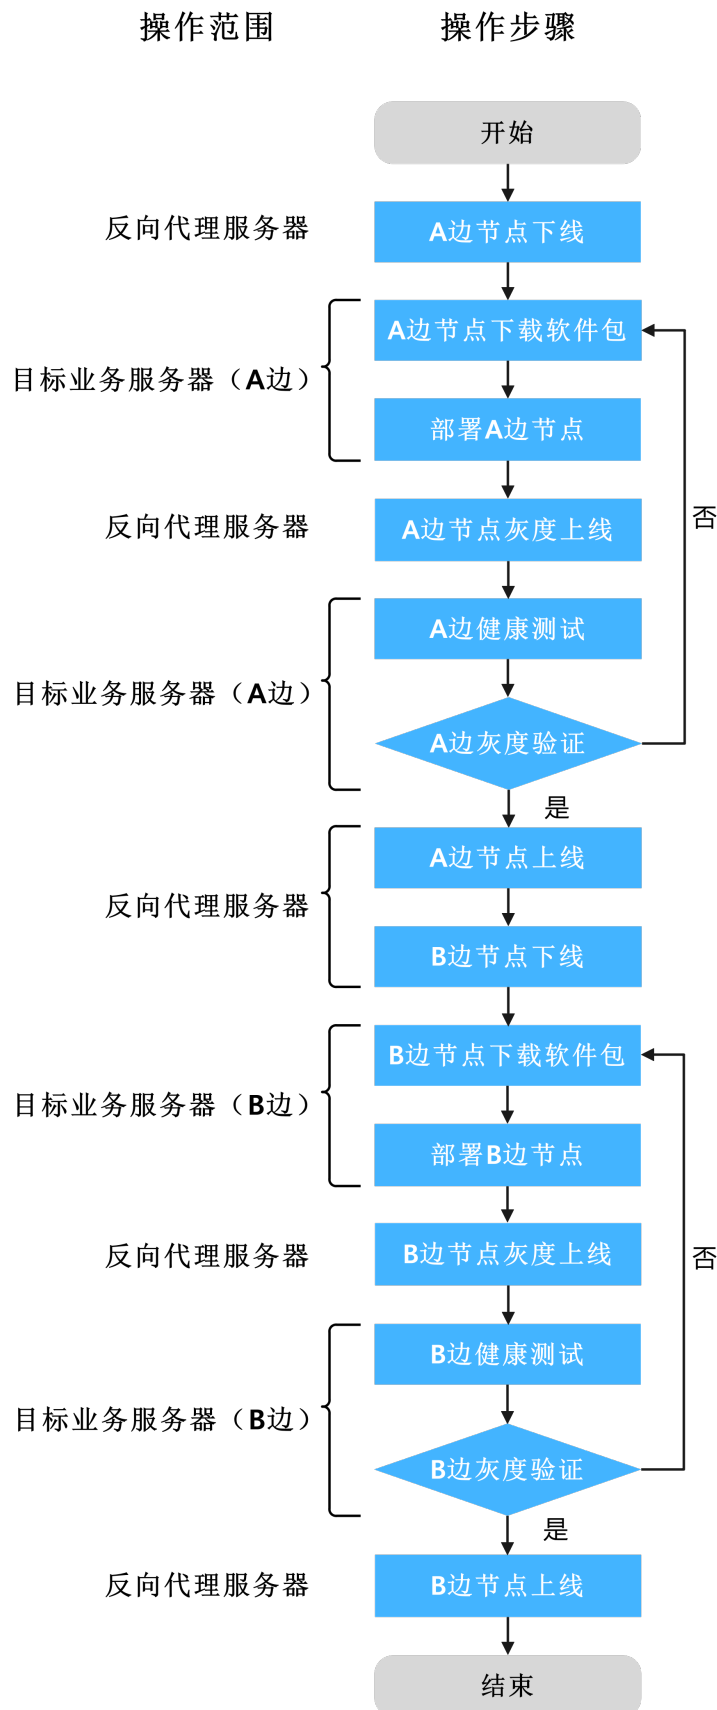 操作范围 操作步骤
开始
反向代理服务器 A边节点下线
A边节点下载软件包
目标业务服务器（A边）
部署A边节点
反向代理服务器 A边节点灰度上线
否
A边健康测试
目标业务服务器（A边）
A边灰度验证
是
A边节点上线
反向代理服务器
B边节点下线
B边节点下载软件包
目标业务服务器（B边）
部署B边节点
反向代理服务器 B边节点灰度上线
否
B边健康测试
目标业务服务器（B边）
B边灰度验证
是
反向代理服务器 B边节点上线
结束